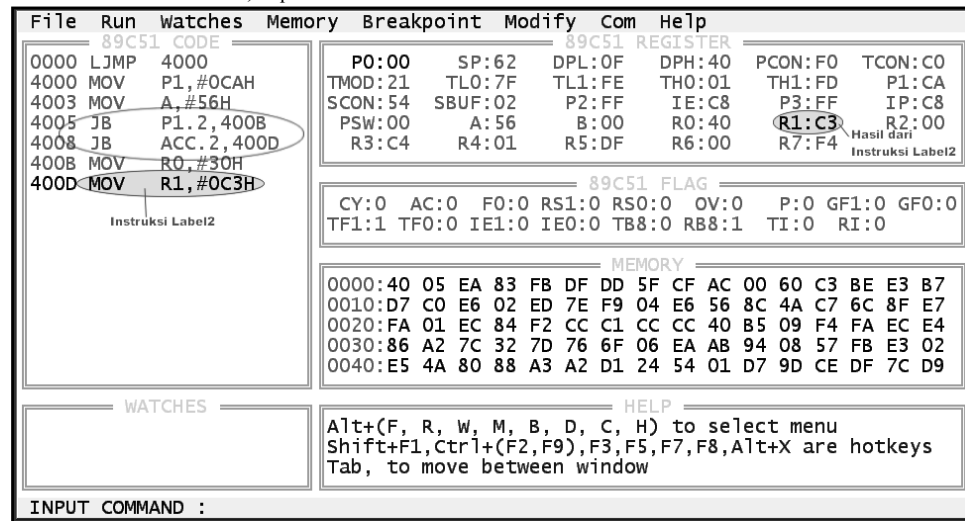 File Run Watches Memory Breakpoint Modify Com Help
89C51 CODE
0000 LJMP 4000
4000 MOV P1,#0CAH
4003 MOV A,#56H
4005 JB P1.2,400B
4008 JB ACC.2,400D
400B MOV R0,#30H
400D MOV R1,#0C3H
Instruksi Label2
89C51 REGISTER
P0:00 SP:62 DPL:0F DPH:40 PCON:F0 TCON:C0
TMOD:21 TL0:7F TL1:FE TH0:01 TH1:FD P1:CA
SCON:54 SBUF:02 P2:FF IE:C8 P3:FF IP:C8
PSW:00 A:56 B:00 R0:40 R1:C3 R2:00
R3:C4 R4:01 R5:DF R6:00 R7:F4
Hasil dari
Instruksi Label2
89C51 FLAG
CY:0 AC:0 F0:0 RS1:0 RS0:0 OV:0 P:0 GF1:0 GF0:0
TF1:1 TF0:0 IE1:0 IE0:0 TB8:0 RB8:1 TI:0 RI:0
MEMORY
0000:40 05 EA 83 FB DF DD 5F CF AC 00 60 C3 BE E3 B7
0010:D7 C0 E6 02 ED 7E F9 04 E6 56 8C 4A C7 6C 8F E7
0020:FA 01 EC 84 F2 CC C1 CC CC 40 B5 09 F4 FA EC E4
0030:86 A2 7C 32 7D 76 6F 06 EA AB 94 08 57 FB E3 02
0040:E5 4A 80 88 A3 A2 D1 24 54 01 D7 9D CE DF 7C D9
WATCHES
HELP
Alt+(F, R, W, M, B, D, C, H) to select menu
Shift+F1,Ctrl+(F2,F9),F3,F5,F7,F8,Alt+X are hotkeys
Tab, to move between window
INPUT COMMAND :